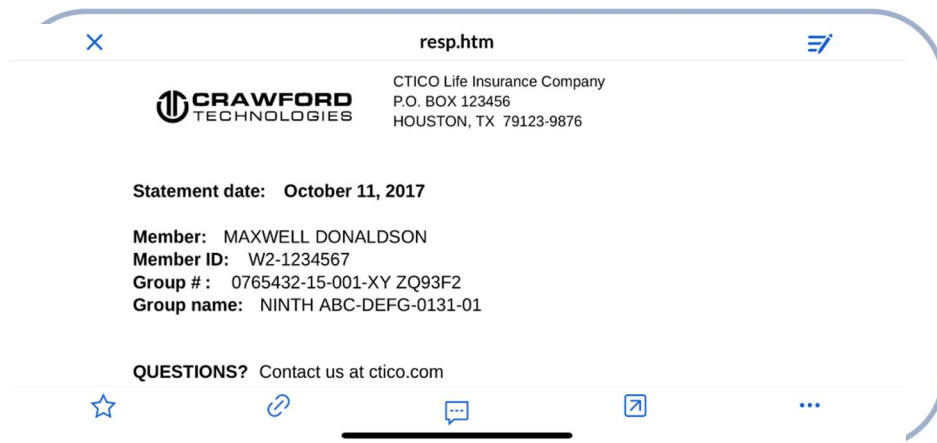 resp.htm
CRAWFORD
TECHNOLOGIES
CTICO Life Insurance Company
P.O. BOX 123456
HOUSTON, TX 79123-9876
Statement date: October 11, 2017
Member: MAXWELL DONALDSON
Member ID: W2-1234567
Group # : 0765432-15-001-XY ZQ93F2
Group name: NINTH ABC-DEFG-0131-01
QUESTIONS? Contact us at ctico.com